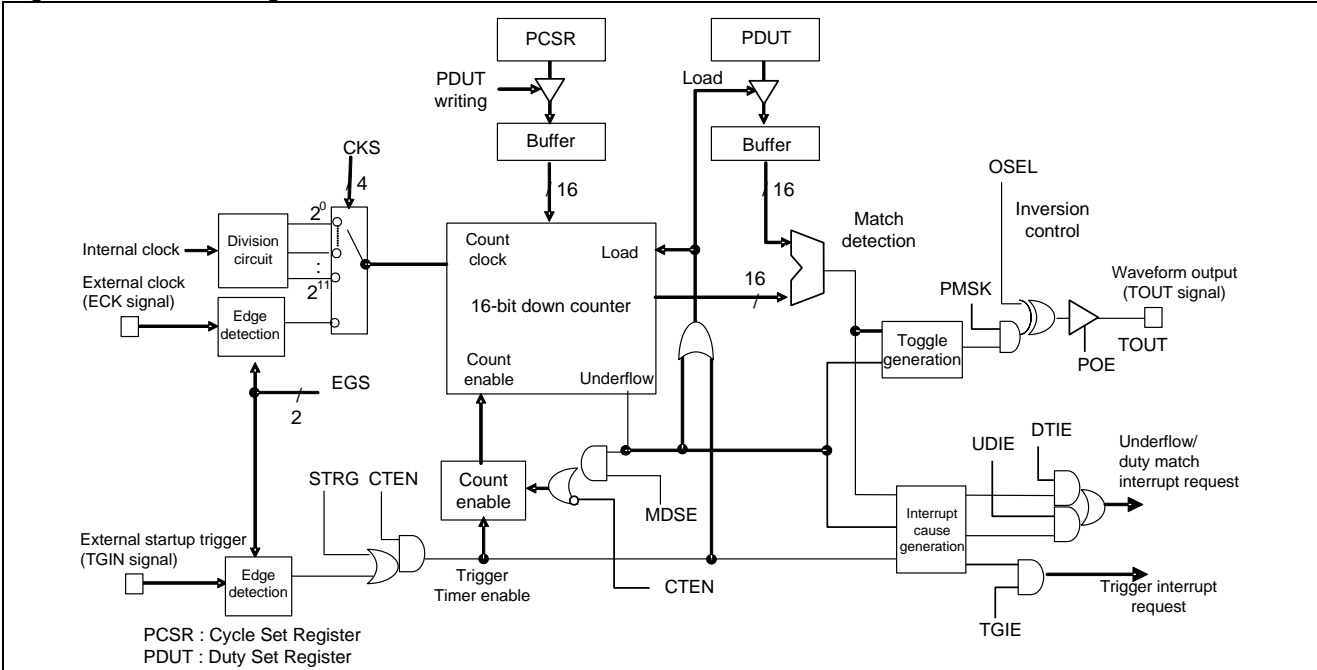 PCSR
PDUT
PDUT
writing
Load
Buffer
Buffer
CKS
4
16
16
OSEL
Inversion
control
Match
detection
2^0
Internal clock
Division
circuit
:
2^11
External clock
(ECK signal)
Edge
detection
Count
clock
Load
16-bit down counter
16
Count
enable
Underflow
PMSK
Waveform output
(TOUT signal)
Toggle
generation
TOUT
POE
EGS
2
STRG
CTEN
Count
enable
MDSE
UDIE
DTIE
Underflow/
duty match
interrupt request
Interrupt
cause
generation
External startup trigger
(TGIN signal)
Edge
detection
Trigger
Timer enable
CTEN
Trigger interrupt
request
TGIE
PCSR : Cycle Set Register
PDUT : Duty Set Register